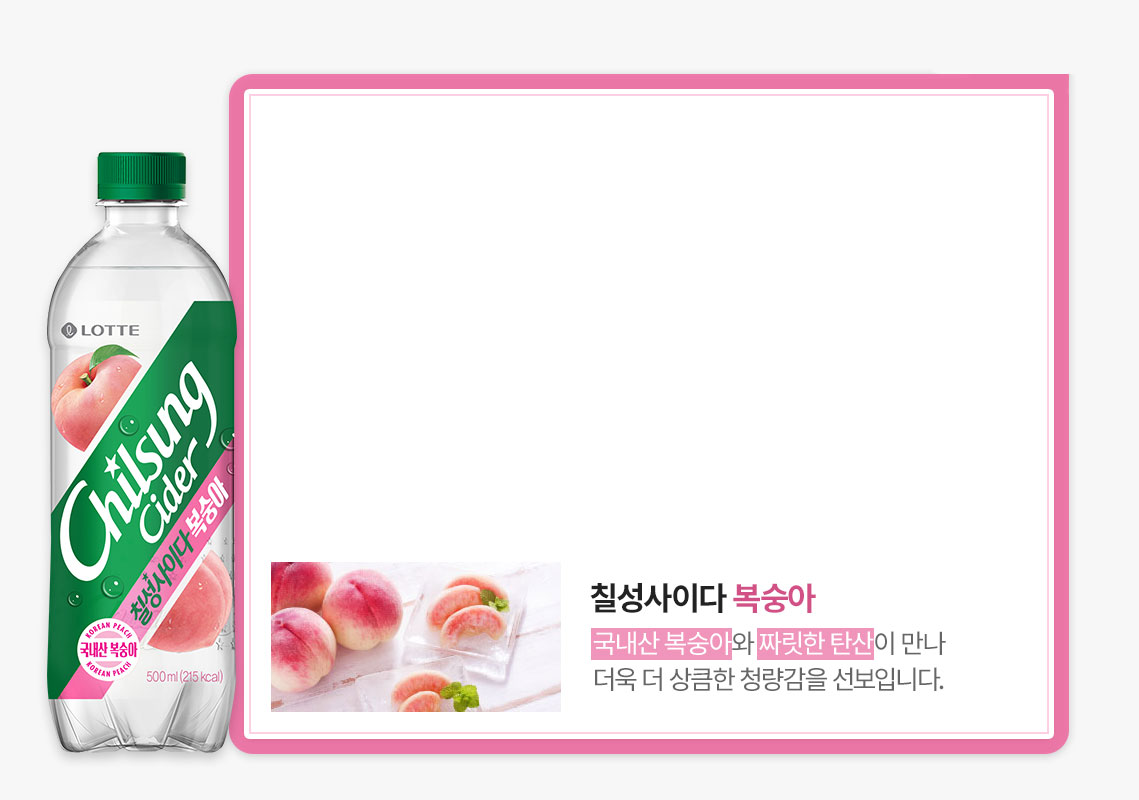 LOTTE
Chilsung
Cider
칠성사이다 복숭아
KOREAN PEACH
국내산 복숭아
KOREAN PEACH
500 ml (215 kcal)
칠성사이다 복숭아
국내산 복숭아와 짜릿한 탄산이 만나
더욱 더 상큼한 청량감을 선보입니다.